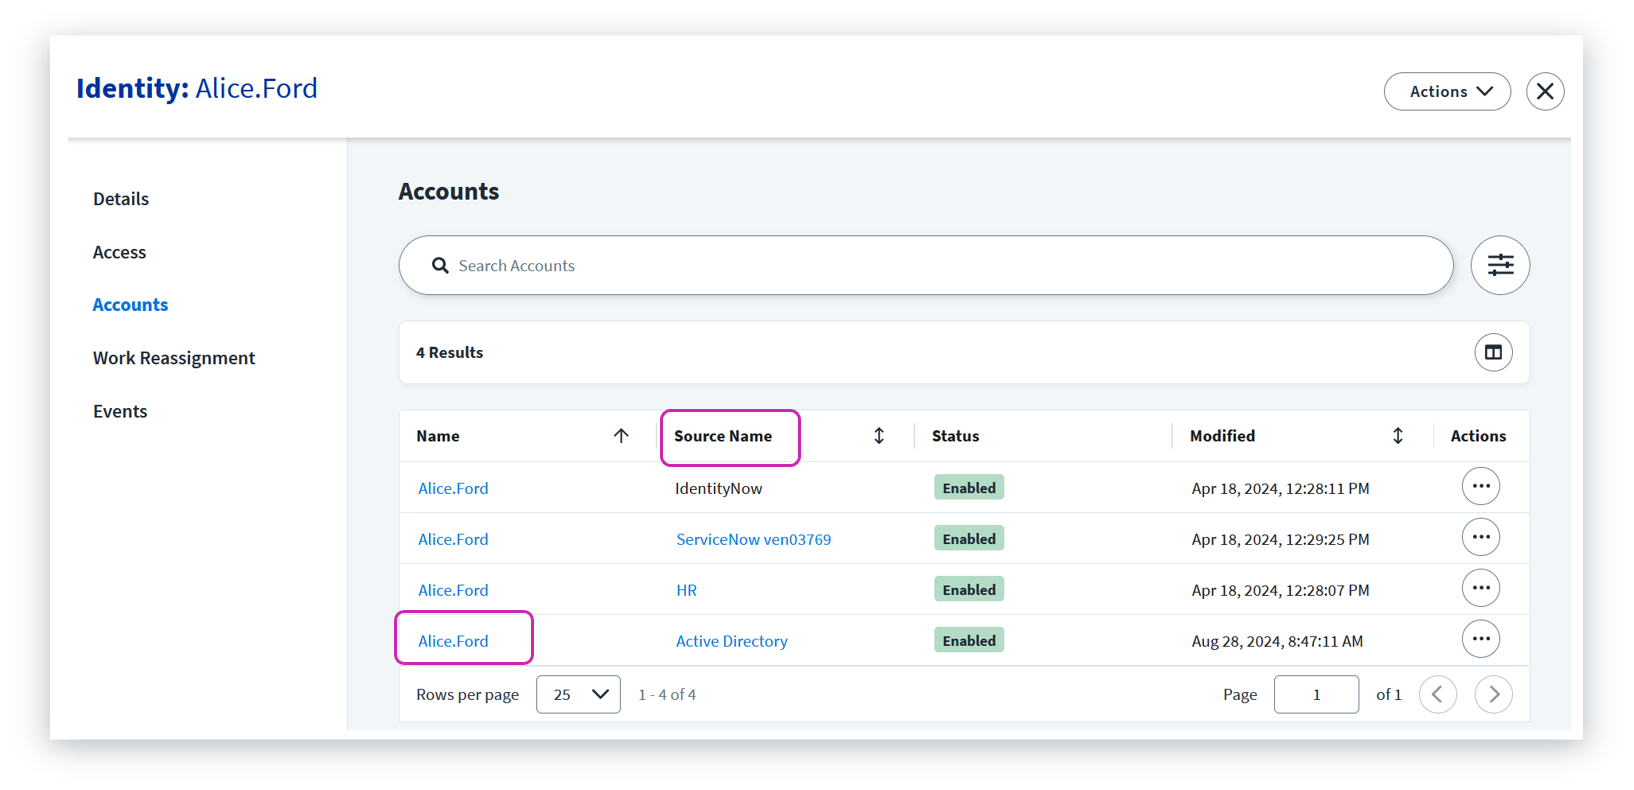 Identity: Alice.Ford
Actions
Details
Access
Accounts
Work Reassignment
Events
Accounts
Search Accounts
4 Results
Name Source Name Status Modified Actions
Alice.Ford IdentityNow Enabled Apr 18, 2024, 12:28:11 PM
Alice.Ford ServiceNow ven03769 Enabled Apr 18, 2024, 12:29:25 PM
Alice.Ford HR Enabled Apr 18, 2024, 12:28:07 PM
Alice.Ford Active Directory Enabled Aug 28, 2024, 8:47:11 AM
Rows per page 25 1 - 4 of 4 Page 1 of 1